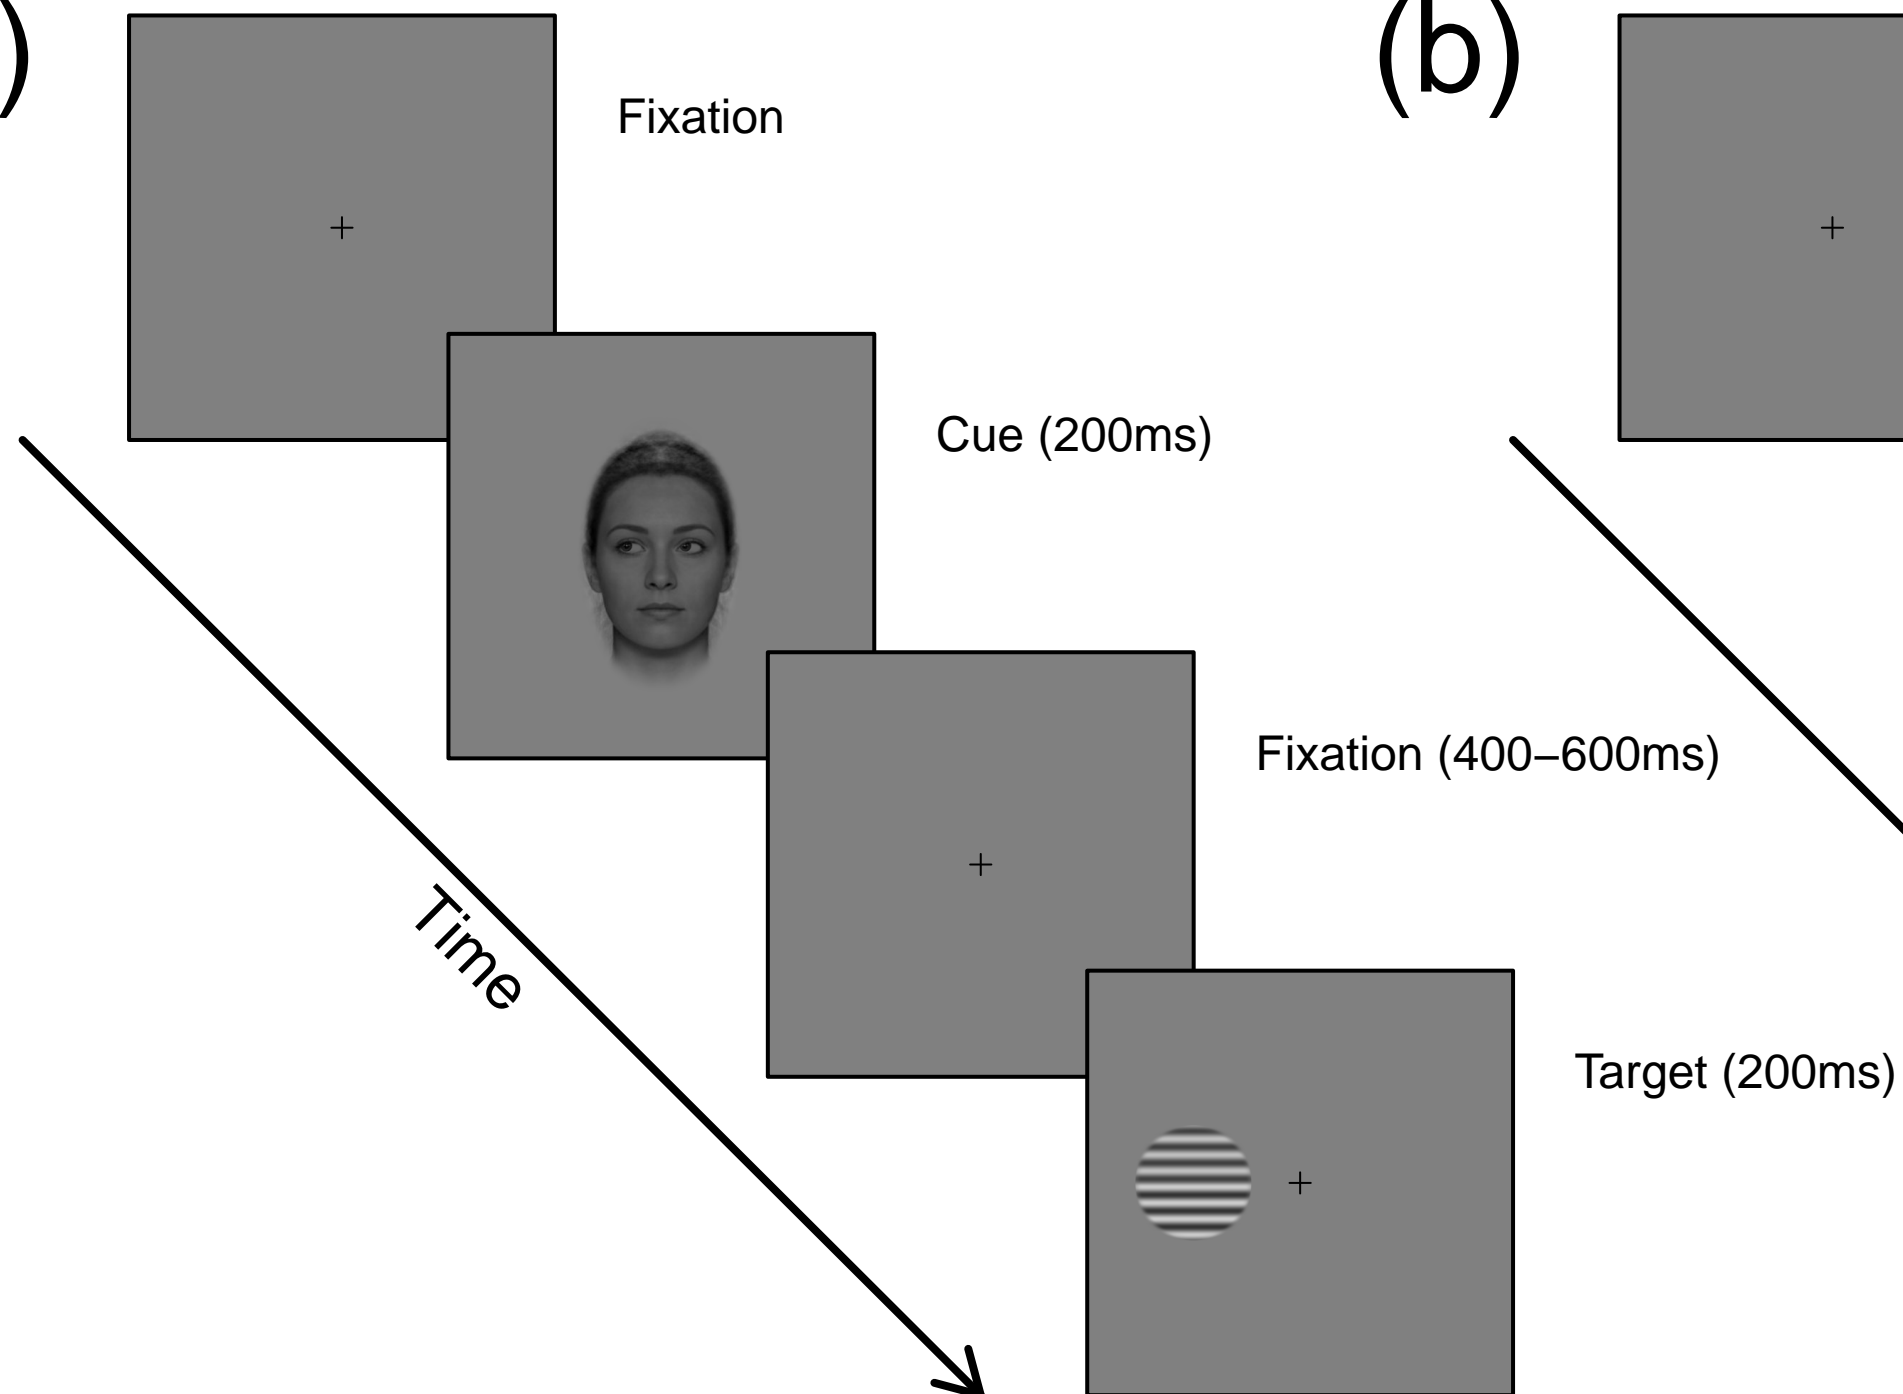 )
(b)
Fixation
Cue (200ms)
Fixation (400–600ms)
Time
Target (200ms)